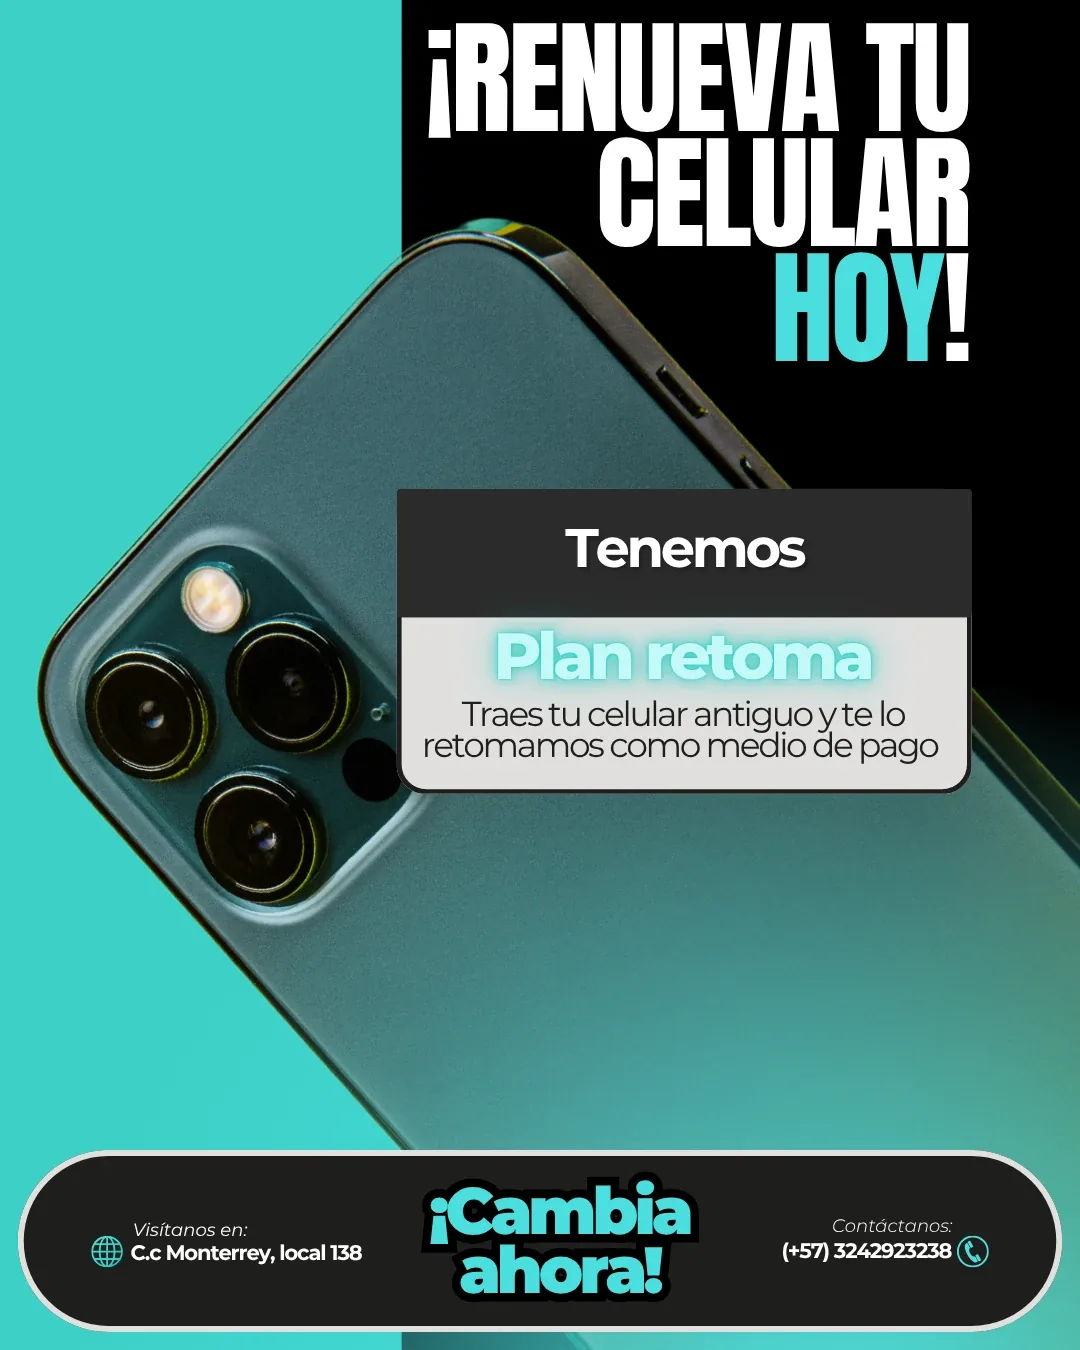 ¡RENUEVA TU
CELULAR
HOY!
Tenemos
Plan retoma
Traes tu celular antiguo y te lo
retomamos como medio de pago
Visítanos en:
C.c Monterrey, local 138
¡Cambia
ahora!
Contáctanos:
(+57) 3242923238